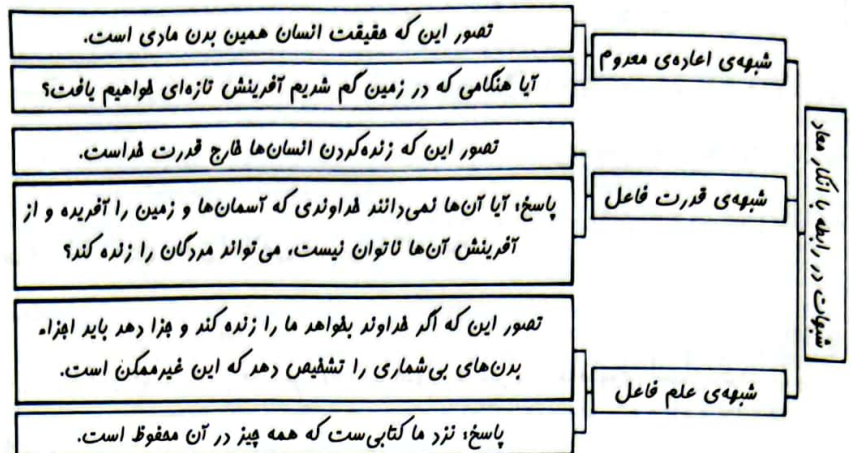 شبهات در رابطه با انکار معاد
شبهه‌ی اعاده‌ی معدوم
تصور این که حقیقت انسان همین بدن مادی است.
آیا هنگامی که در زمین گم شدیم آفرینش تازه‌ای خواهیم یافت؟
شبهه‌ی قدرت فاعل
تصور این که زنده‌کردن انسان‌ها خارج قدرت خداست.
پاسخ: آیا آن‌ها نمی‌دانند خداوندی که آسمان‌ها و زمین را آفریده و از
آفرینش آن‌ها ناتوان نیست، می‌تواند مردگان را زنده کند؟
شبهه‌ی علم فاعل
تصور این که اگر خداوند بخواهد ما را زنده کند و جزا دهد باید اجزاء
بدن‌های بی‌شماری را تشخیص دهد که این غیرممکن است.
پاسخ: نزد ما کتابی‌ست که همه چیز در آن محفوظ است.